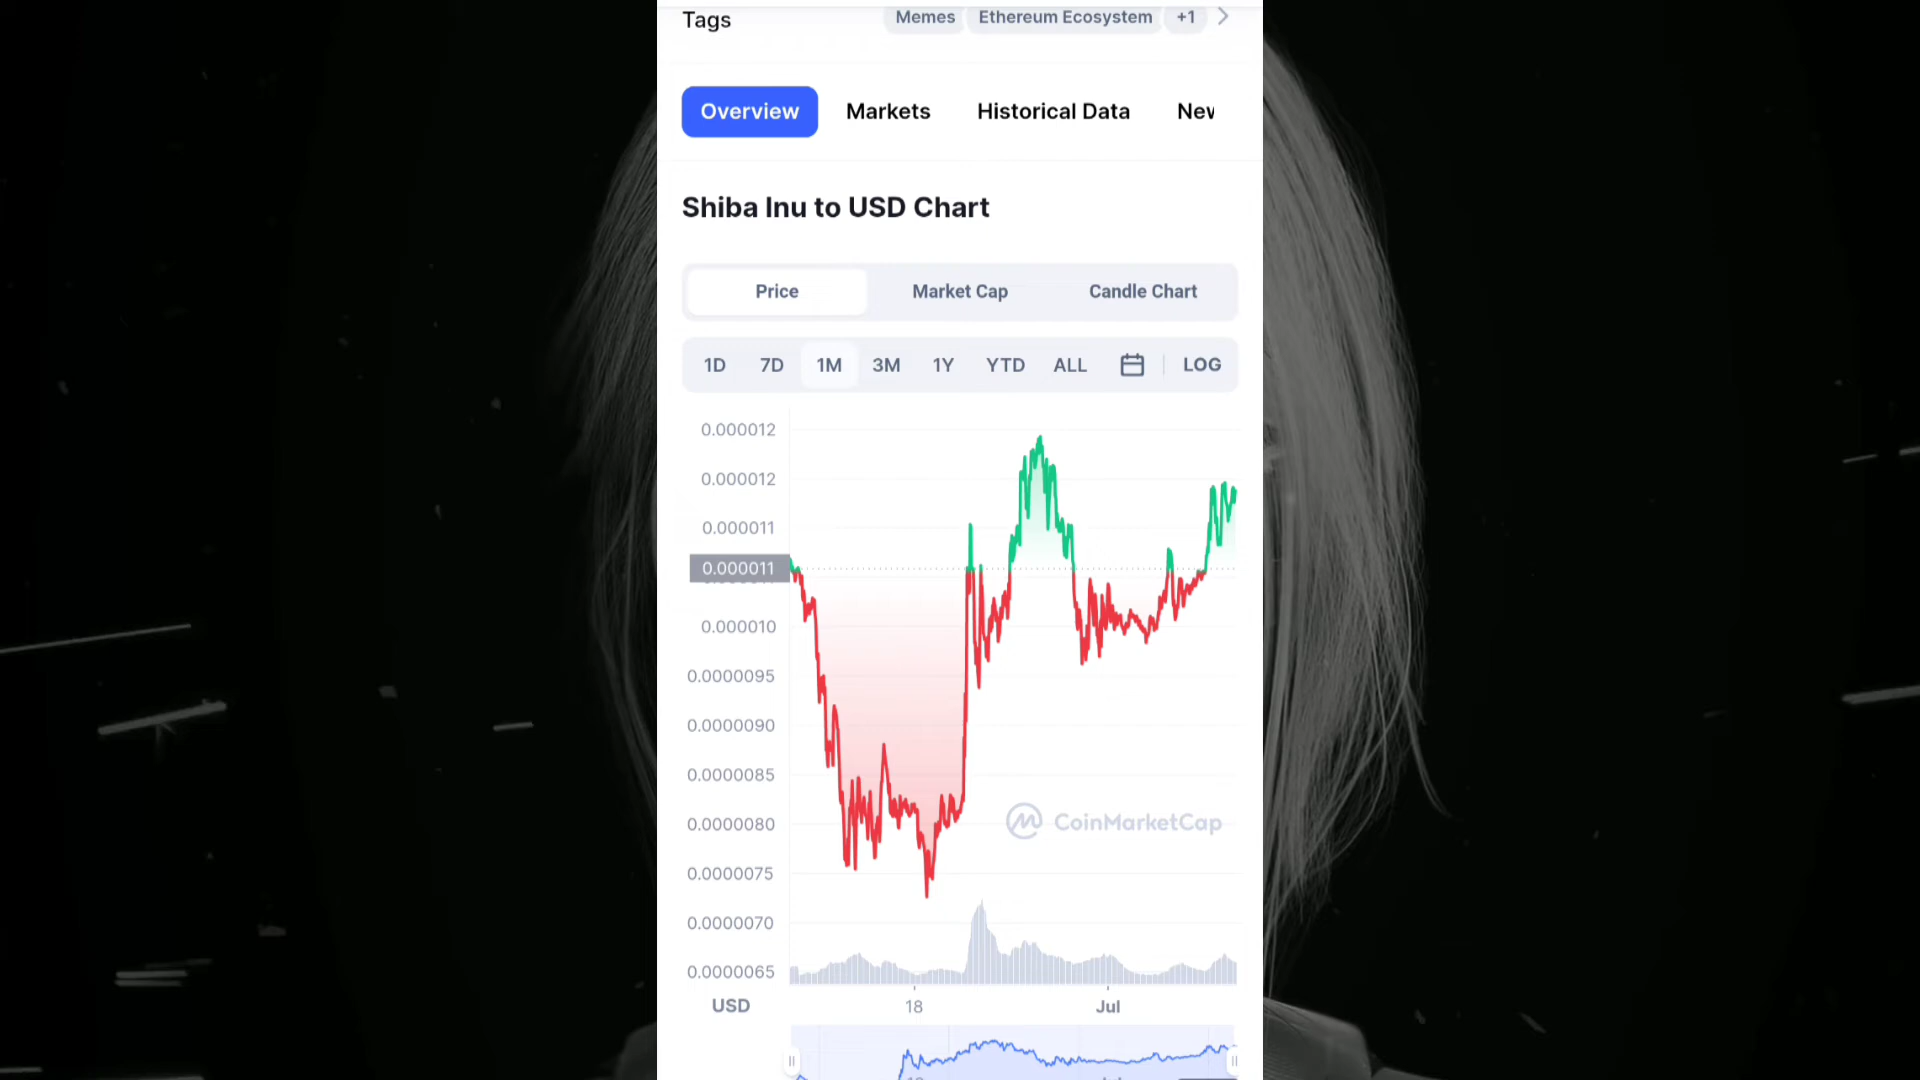 Tags Memes Ethereum Ecosystem +1
Overview Markets Historical Data Nev
Shiba Inu to USD Chart
Price Market Cap Candle Chart
1D 7D 1M 3M 1Y YTD ALL LOG
0.000012
0.000012
0.000011
0.000011
0.000010
0.0000095
0.0000090
0.0000085
0.0000080
CoinMarketCap
0.0000075
0.0000070
0.0000065
USD 18 Jul